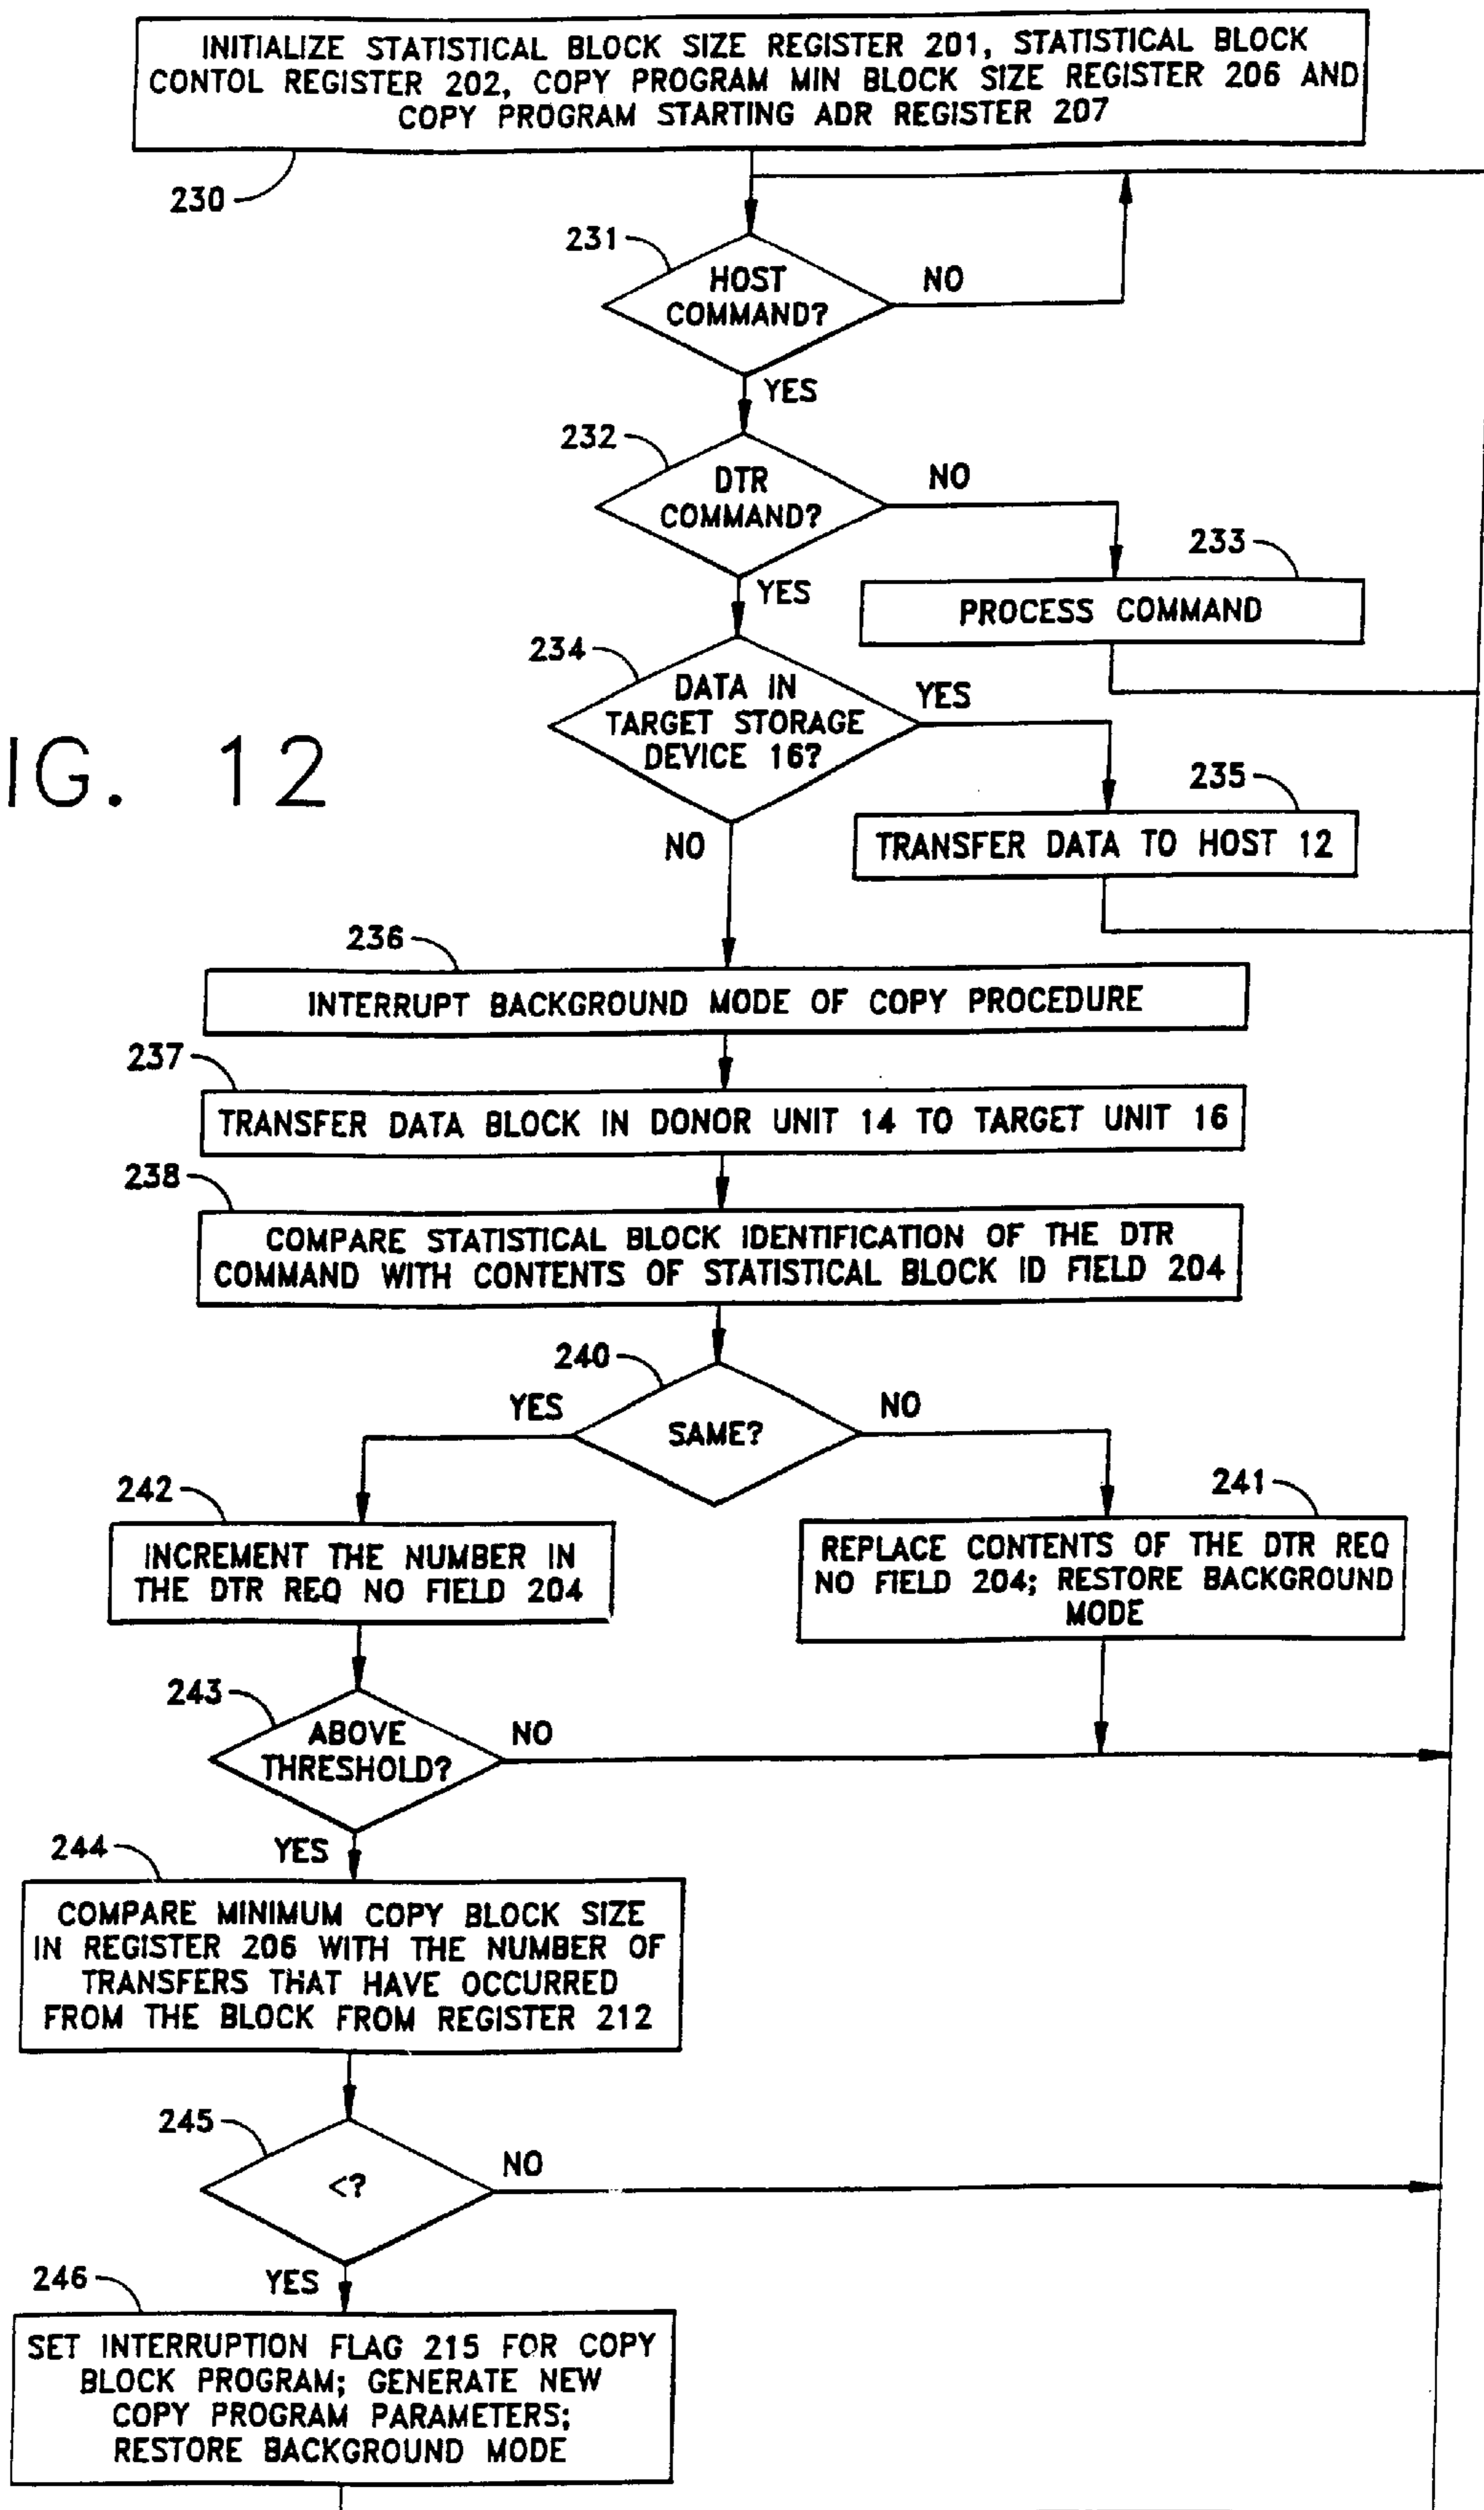 INITIALIZE STATISTICAL BLOCK SIZE REGISTER 201, STATISTICAL BLOCK
CONTOL REGISTER 202, COPY PROGRAM MIN BLOCK SIZE REGISTER 206 AND
COPY PROGRAM STARTING ADR REGISTER 207
230
231
HOST
COMMAND?
NO
YES
232
DTR
COMMAND?
NO
YES
233
PROCESS COMMAND
234
DATA IN
TARGET STORAGE
DEVICE 16?
YES
NO
IG. 12
235
TRANSFER DATA TO HOST 12
236
INTERRUPT BACKGROUND MODE OF COPY PROCEDURE
237
TRANSFER DATA BLOCK IN DONOR UNIT 14 TO TARGET UNIT 16
238
COMPARE STATISTICAL BLOCK IDENTIFICATION OF THE DTR
COMMAND WITH CONTENTS OF STATISTICAL BLOCK ID FIELD 204
240
SAME?
YES
NO
242
INCREMENT THE NUMBER IN
THE DTR REQ NO FIELD 204
241
REPLACE CONTENTS OF THE DTR REQ
NO FIELD 204; RESTORE BACKGROUND
MODE
243
ABOVE
THRESHOLD?
NO
YES
244
COMPARE MINIMUM COPY BLOCK SIZE
IN REGISTER 206 WITH THE NUMBER OF
TRANSFERS THAT HAVE OCCURRED
FROM THE BLOCK FROM REGISTER 212
245
<?
NO
YES
246
SET INTERRUPTION FLAG 215 FOR COPY
BLOCK PROGRAM; GENERATE NEW
COPY PROGRAM PARAMETERS;
RESTORE BACKGROUND MODE